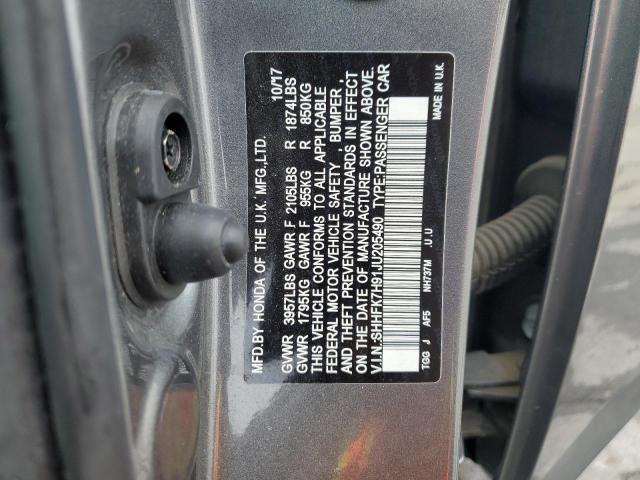 MFD.BY HONDA OF THE U.K. MFG.,LTD. 10/17
GVWR 3957LBS GAWR F 2105LBS R 1874LBS
GVWR 1795KG GAWR F 955KG R 850KG
THIS VEHICLE CONFORMS TO ALL APPLICABLE
FEDERAL MOTOR VEHICLE SAFETY , BUMPER ,
AND THEFT PREVENTION STANDARDS IN EFFECT
ON THE DATE OF MANUFACTURE SHOWN ABOVE.
V.I.N.:SHHFK7H91JU205490 TYPE:PASSENGER CAR
TGG J AF5 NH737M U.U MADE IN U.K.